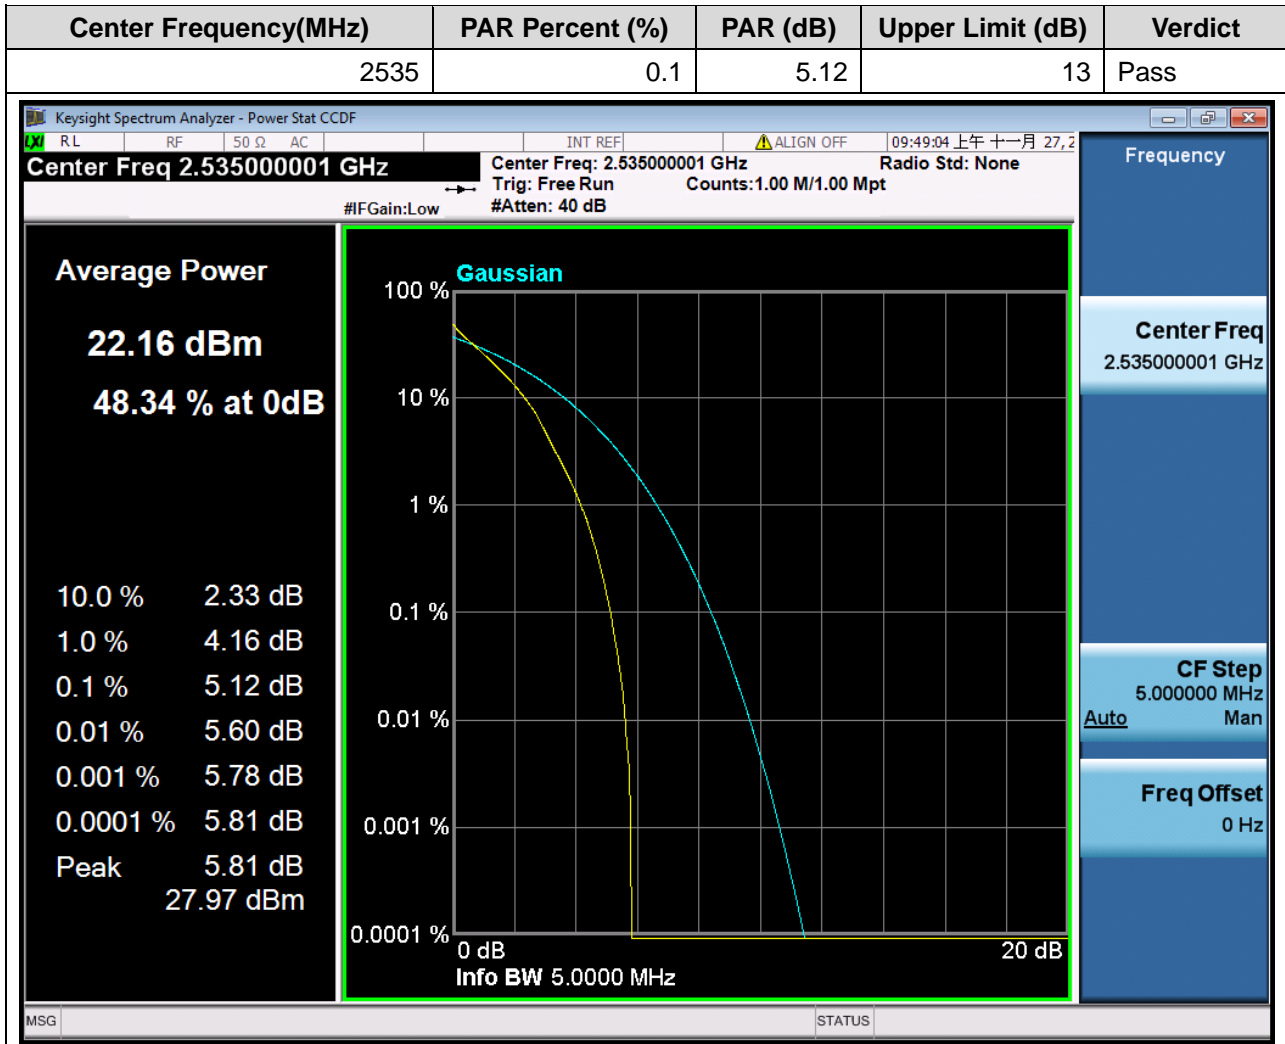 Center Frequency(MHz) PAR Percent (%) PAR (dB) Upper Limit (dB) Verdict
2535 0.1 5.12 13 Pass
Keysight Spectrum Analyzer - Power Stat CCDF
LXI RL RF 50 Ω AC INT REF ALIGN OFF 09:49:04 上午 十一月 27, 2
Center Freq 2.535000001 GHz
Center Freq: 2.535000001 GHz Radio Std: None
Trig: Free Run Counts:1.00 M/1.00 Mpt
#IFGain:Low #Atten: 40 dB
Average Power
22.16 dBm
48.34 % at 0dB
10.0 % 2.33 dB
1.0 % 4.16 dB
0.1 % 5.12 dB
0.01 % 5.60 dB
0.001 % 5.78 dB
0.0001 % 5.81 dB
Peak 5.81 dB
27.97 dBm
Gaussian
100 %
10 %
1 %
0.1 %
0.01 %
0.001 %
0.0001 %
0 dB 20 dB
Info BW 5.0000 MHz
Frequency
Center Freq
2.535000001 GHz
CF Step
5.000000 MHz
Auto Man
Freq Offset
0 Hz
MSG STATUS